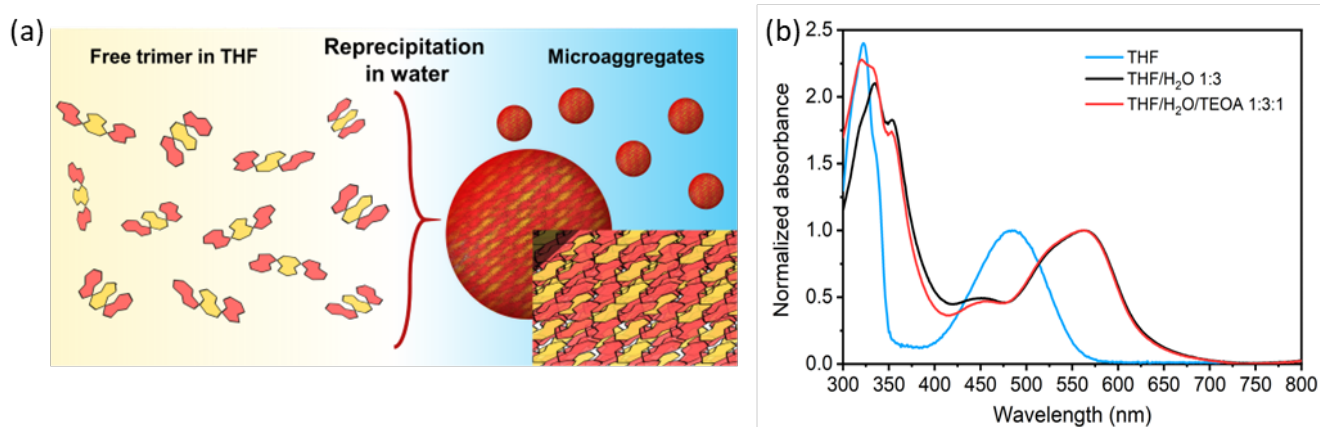 (a)
Free trimer in THF
Reprecipitation
in water
Microaggregates
(b)
THF
THF/H₂O 1:3
THF/H₂O/TEOA 1:3:1
Normalized absorbance
2.5
2.0
1.5
1.0
0.5
0.0
300 350 400 450 500 550 600 650 700 750 800
Wavelength (nm)